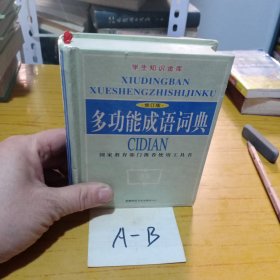 学生知识宝库
XIUDINGBAN
XUESHENGZHISHIJINKU
修订版
多功能成语词典
CIDIAN
国家教育部门推荐使用工具书
A-B